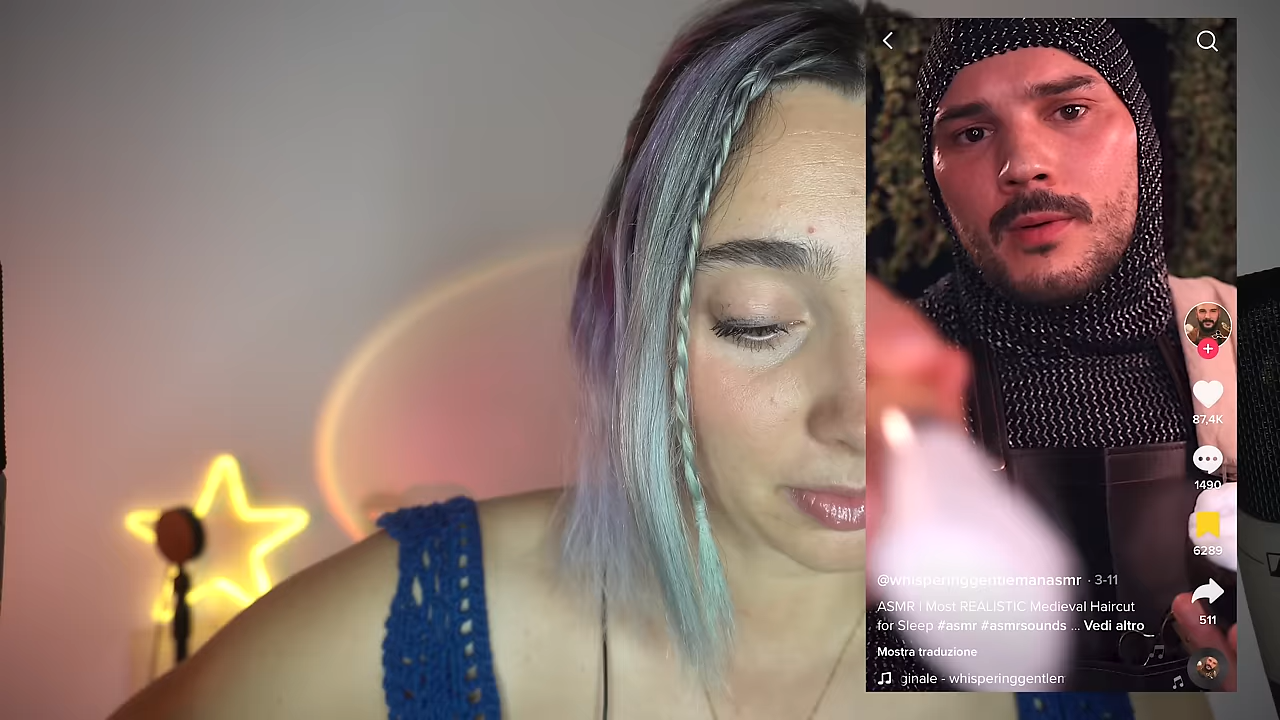 87,4K
1490
6289
@whisperinggentlemanasmr · 3-11
ASMR | Most REALISTIC Medieval Haircut
for Sleep #asmr #asmrsounds ... Vedi altro
511
Mostra traduzione
ginale - whisperinggentlen